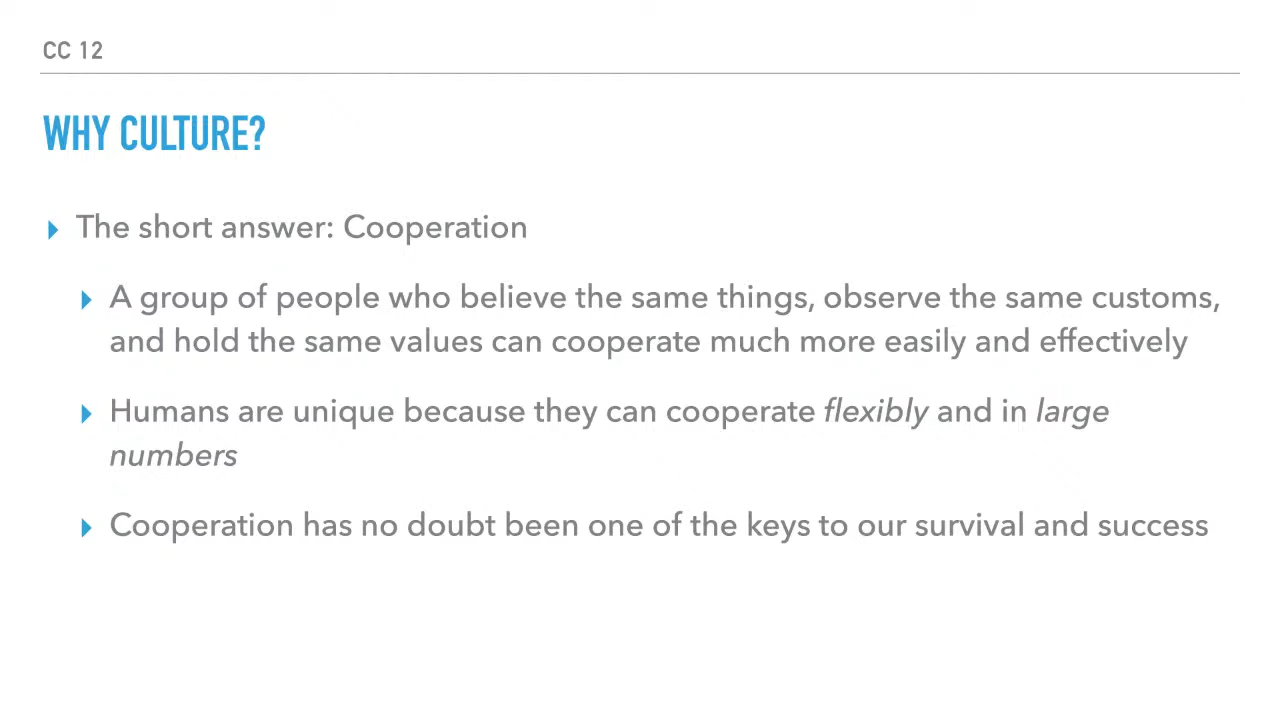 CC 12
WHY CULTURE?
The short answer: Cooperation
A group of people who believe the same things, observe the same customs,
and hold the same values can cooperate much more easily and effectively
Humans are unique because they can cooperate flexibly and in large
numbers
Cooperation has no doubt been one of the keys to our survival and success